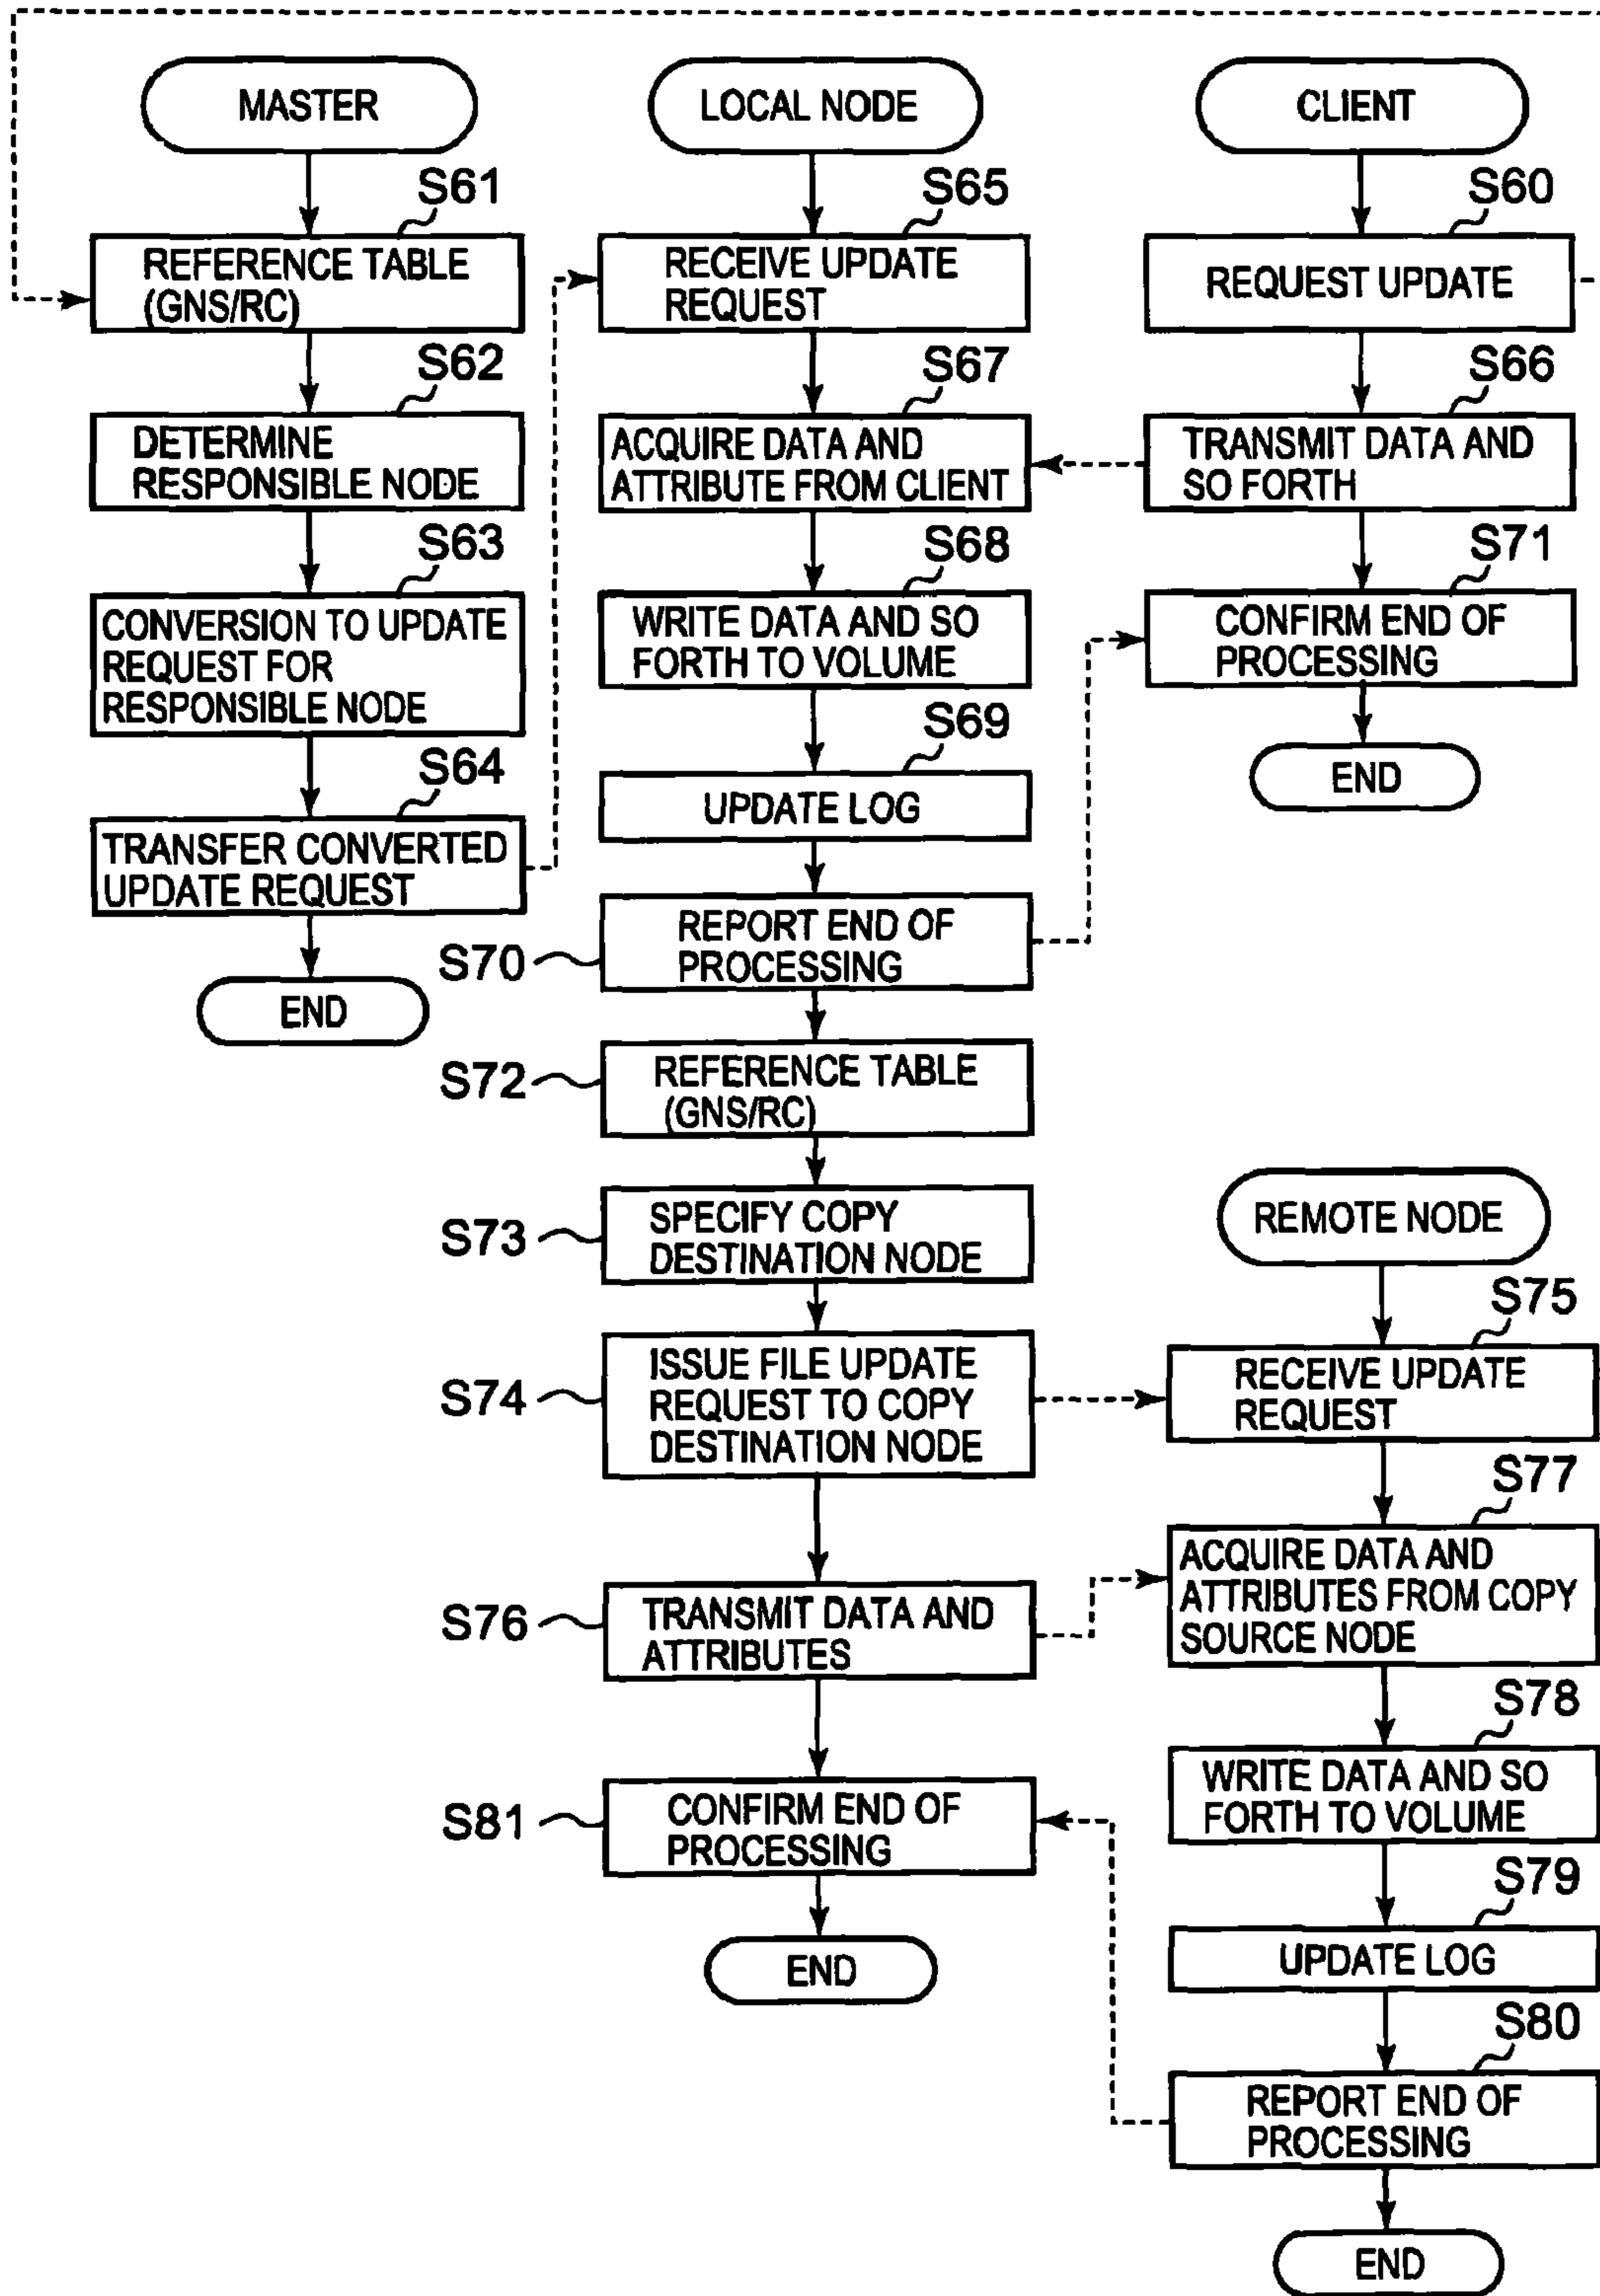 MASTER
S61
REFERENCE TABLE
(GNS/RC)
S62
DETERMINE
RESPONSIBLE NODE
S63
CONVERSION TO UPDATE
REQUEST FOR
RESPONSIBLE NODE
S64
TRANSFER CONVERTED
UPDATE REQUEST
END
LOCAL NODE
S65
RECEIVE UPDATE
REQUEST
S67
ACQUIRE DATA AND
ATTRIBUTE FROM CLIENT
S68
WRITE DATA AND SO
FORTH TO VOLUME
S69
UPDATE LOG
S70
REPORT END OF
PROCESSING
S72
REFERENCE TABLE
(GNS/RC)
S73
SPECIFY COPY
DESTINATION NODE
S74
ISSUE FILE UPDATE
REQUEST TO COPY
DESTINATION NODE
S76
TRANSMIT DATA AND
ATTRIBUTES
S81
CONFIRM END OF
PROCESSING
END
CLIENT
S60
REQUEST UPDATE
S66
TRANSMIT DATA AND
SO FORTH
S71
CONFIRM END OF
PROCESSING
END
REMOTE NODE
S75
RECEIVE UPDATE
REQUEST
S77
ACQUIRE DATA AND
ATTRIBUTES FROM COPY
SOURCE NODE
S78
WRITE DATA AND SO
FORTH TO VOLUME
S79
UPDATE LOG
S80
REPORT END OF
PROCESSING
END